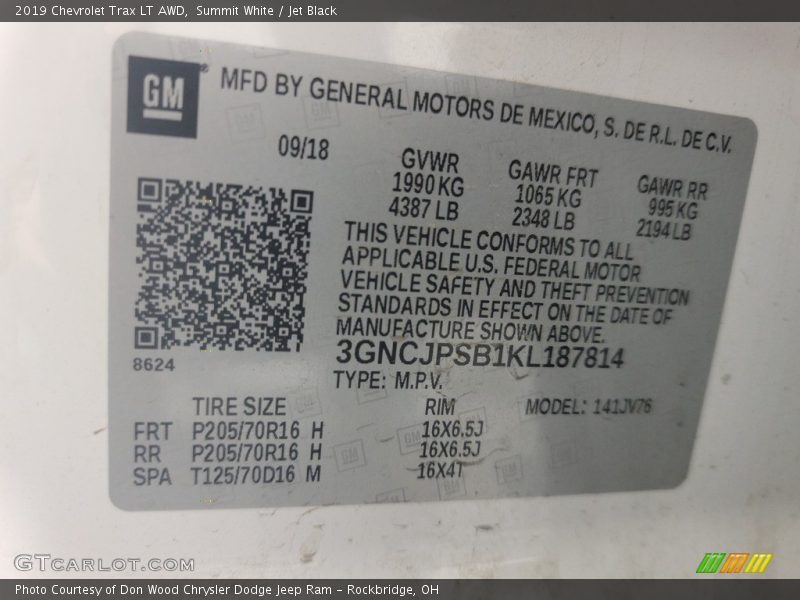 2019 Chevrolet Trax LT AWD, Summit White / Jet Black
GM
MFD BY GENERAL MOTORS DE MEXICO, S. DE R.L. DE C.V.
09/18
GVWR
1990 KG
4387 LB
GAWR FRT
1065 KG
2348 LB
GAWR RR
995 KG
2194 LB
THIS VEHICLE CONFORMS TO ALL
APPLICABLE U.S. FEDERAL MOTOR
VEHICLE SAFETY AND THEFT PREVENTION
STANDARDS IN EFFECT ON THE DATE OF
MANUFACTURE SHOWN ABOVE.
8624
3GNCJPSB1KL187814
TYPE: M.P.V.
TIRE SIZE RIM MODEL: 141JV76
FRT P205/70R16 H 16X6.5J
RR P205/70R16 H 16X6.5J
SPA T125/70D16 M 16X4T
GTcarlot.com
Photo Courtesy of Don Wood Chrysler Dodge Jeep Ram – Rockbridge, OH